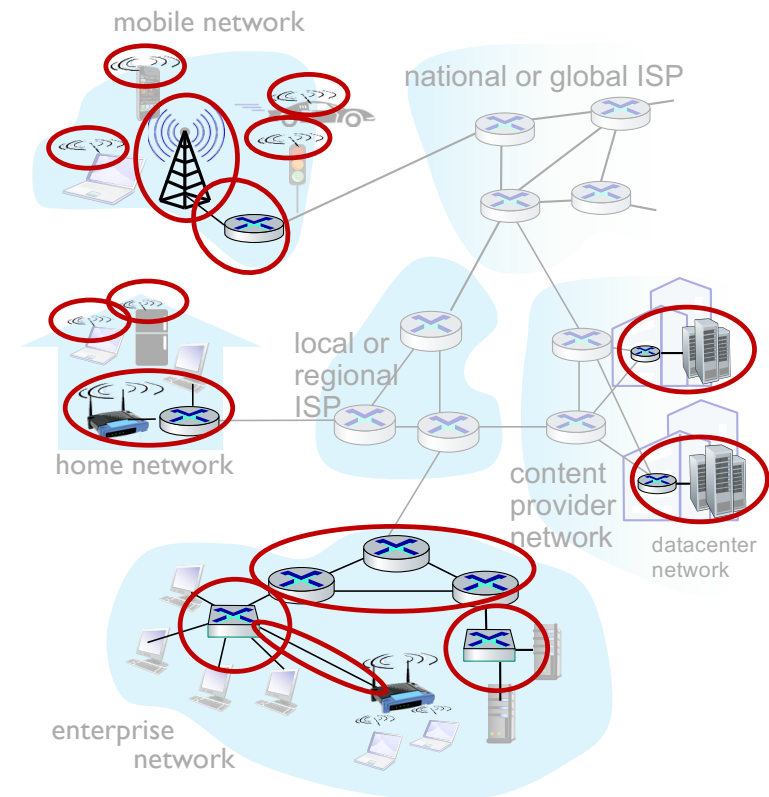 mobile network
national or global ISP
local or
regional
ISP
home network
content
provider
network
datacenter
network
enterprise
network